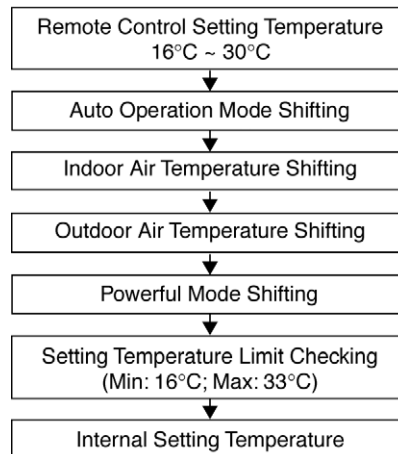 Remote Control Setting Temperature
16°C ~ 30°C
Auto Operation Mode Shifting
Indoor Air Temperature Shifting
Outdoor Air Temperature Shifting
Powerful Mode Shifting
Setting Temperature Limit Checking
(Min: 16°C; Max: 33°C)
Internal Setting Temperature